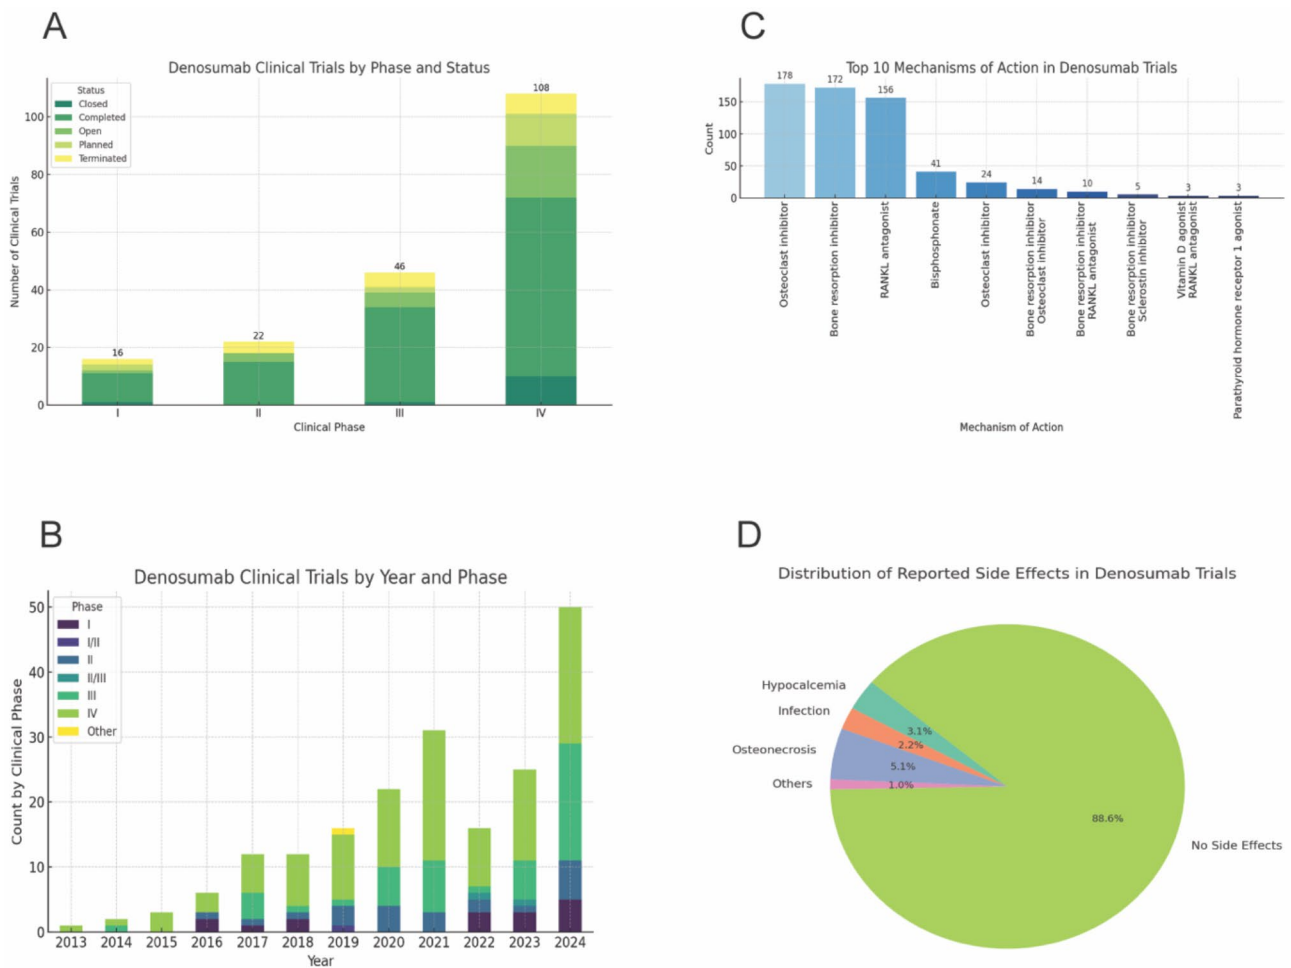 A
Denosumab Clinical Trials by Phase and Status
Status
Closed
Completed
Open
Planned
Terminated
Number of Clinical Trials
100
80
60
40
20
0
16
22
46
108
I
II
III
IV
Clinical Phase
C
Top 10 Mechanisms of Action in Denosumab Trials
Count
150
100
50
0
178
172
156
41
24
14
10
5
3
3
Osteoclast inhibitor
Bone resorption inhibitor
RANKL antagonist
Bisphosphonate
Osteoclast inhibitor
Bone resorption inhibitor
Osteoclast inhibitor
Bone resorption inhibitor
RANKL antagonist
Bone resorption inhibitor
Sclerostin inhibitor
Vitamin D agonist
RANKL antagonist
Parathyroid hormone receptor 1 agonist
Mechanism of Action
B
Denosumab Clinical Trials by Year and Phase
Phase
I
I/II
II
II/III
III
IV
Other
Count by Clinical Phase
50
40
30
20
10
0
2013
2014
2015
2016
2017
2018
2019
2020
2021
2022
2023
2024
Year
D
Distribution of Reported Side Effects in Denosumab Trials
Hypocalcemia
Infection
Osteonecrosis
Others
3.1%
2.2%
5.1%
1.0%
88.6%
No Side Effects